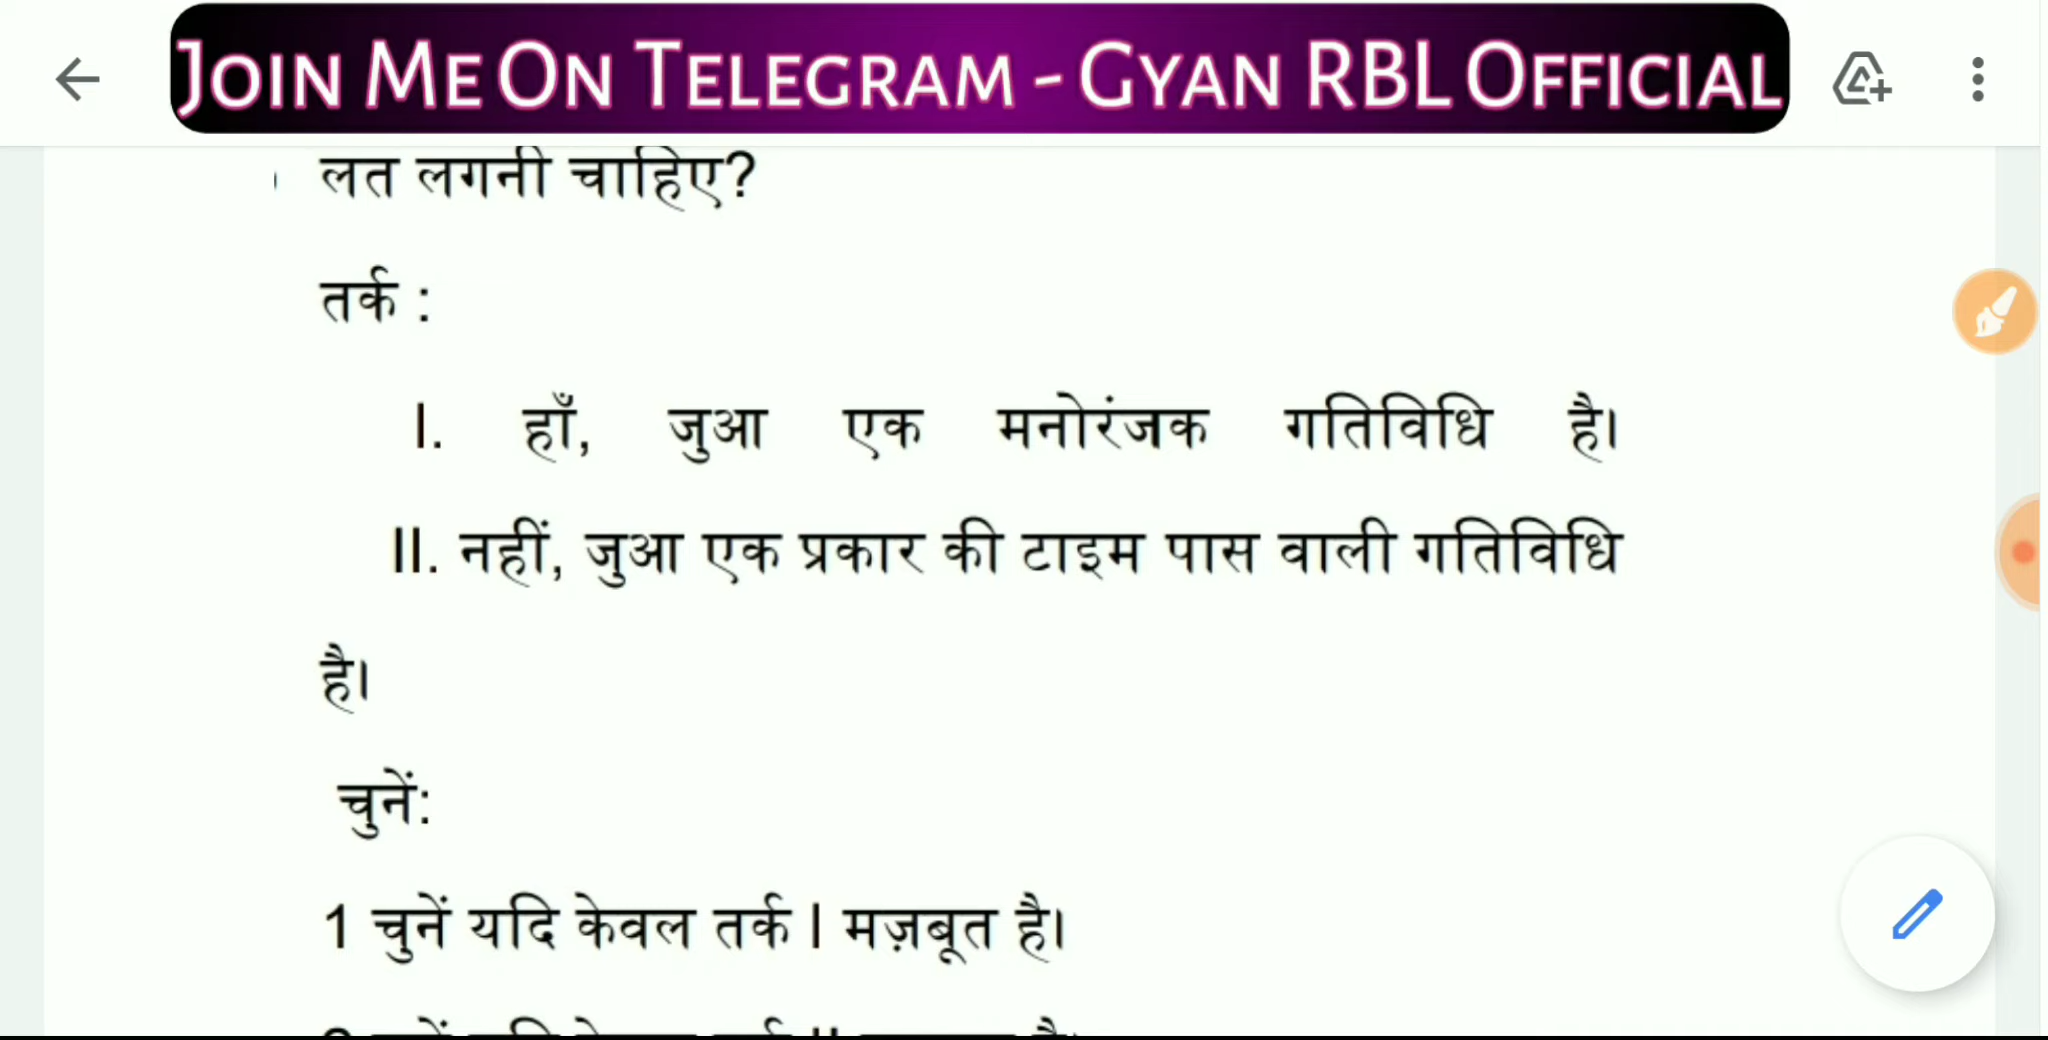 JOIN ME ON TELEGRAM - GYAN RBL OFFICIAL
लत लगनी चाहिए?
तर्क :
I. हाँ, जुआ एक मनोरंजक गतिविधि है।
II. नहीं, जुआ एक प्रकार की टाइम पास वाली गतिविधि
है।
चुनें:
1 चुनें यदि केवल तर्क I मज़बूत है।